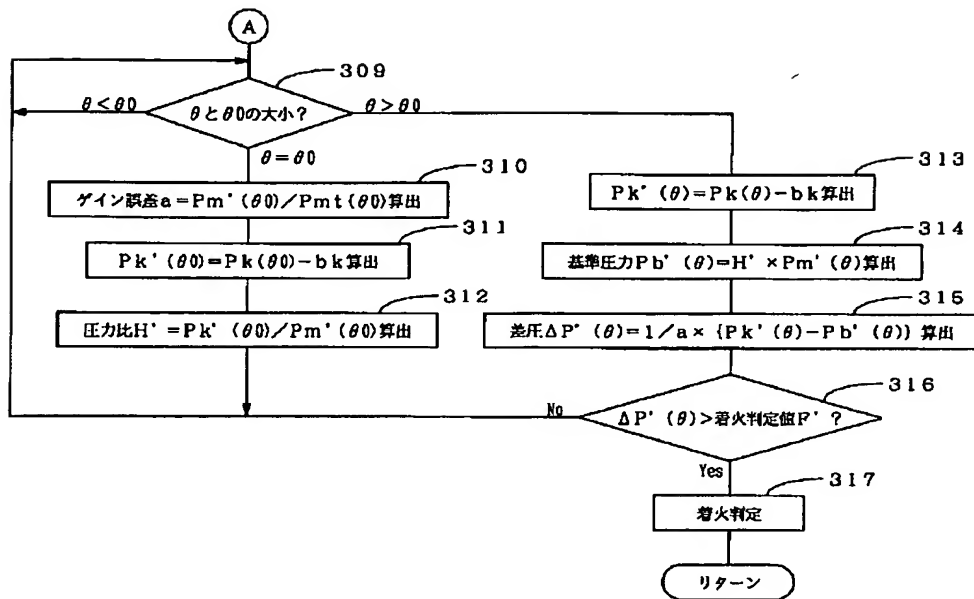 A
309
θ<θ0
θとθ0の大小?
θ>θ0
θ=θ0
310
ゲイン誤差a=Pm'(θ0)/Pmt(θ0)算出
311
Pk'(θ0)=Pk(θ0)-bk算出
312
圧力比H'=Pk'(θ0)/Pm'(θ0)算出
313
Pk'(θ)=Pk(θ)-bk算出
314
基準圧力Pb'(θ)=H'×Pm'(θ)算出
315
差圧ΔP'(θ)=1/a×{Pk'(θ)-Pb'(θ)}算出
316
No
ΔP'(θ)>着火判定値F'?
Yes
317
着火判定
リターン